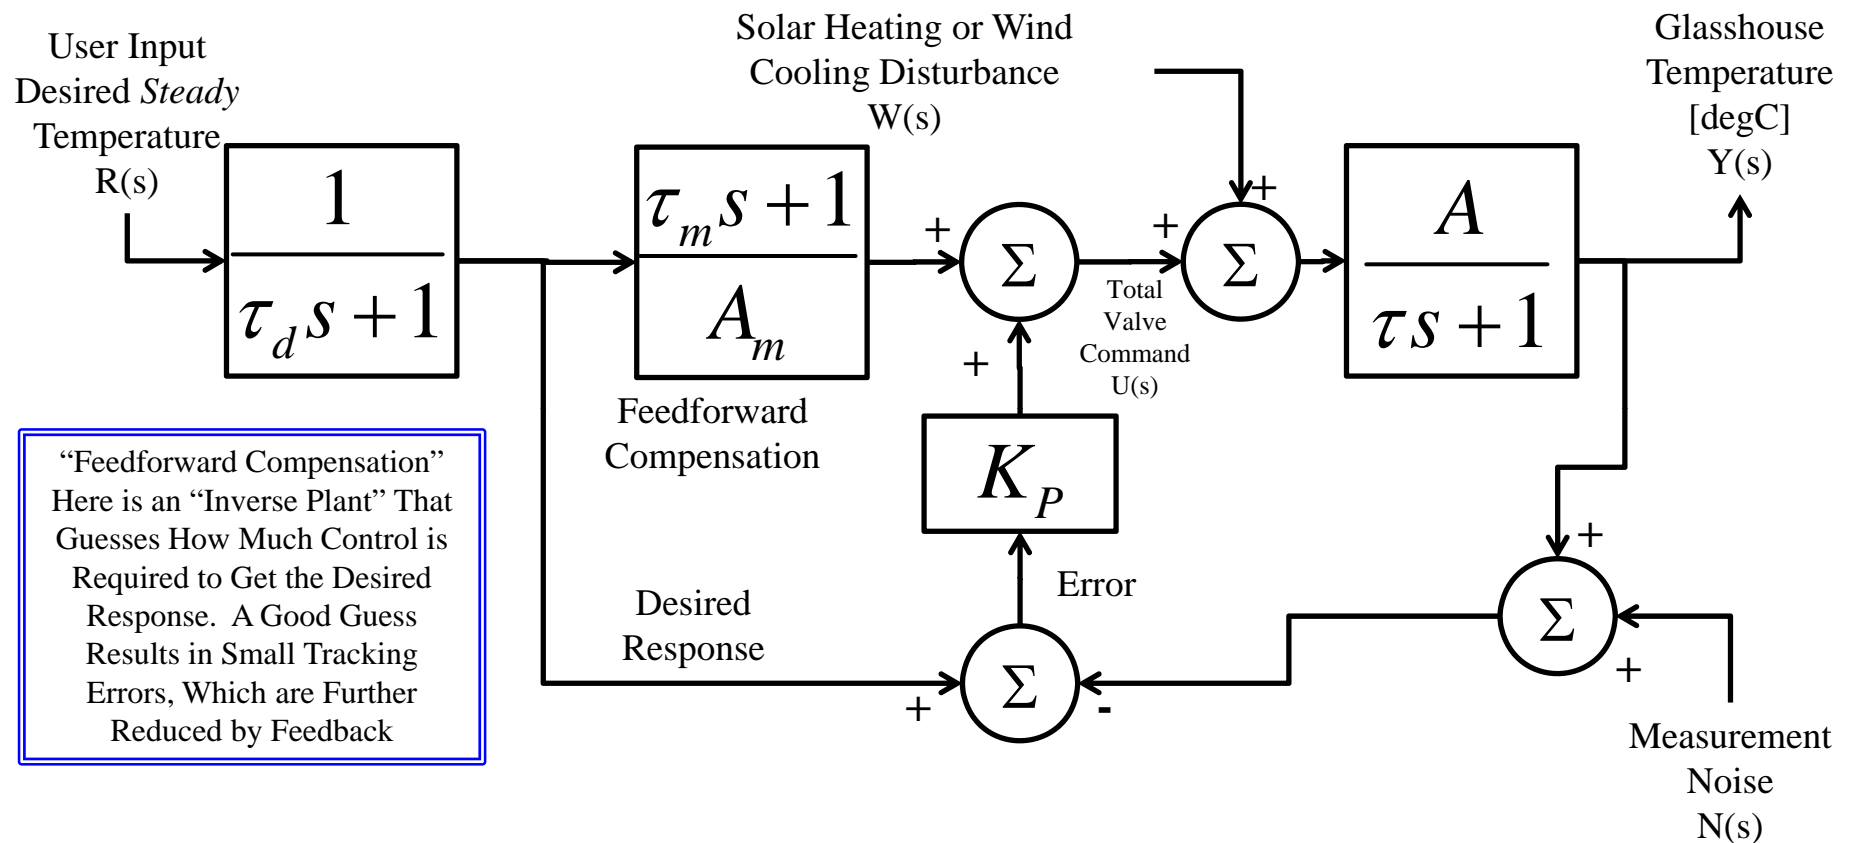 User Input
Desired Steady
Temperature
R(s)
Solar Heating or Wind
Cooling Disturbance
W(s)
Glasshouse
Temperature
[degC]
Y(s)
1
τ_d s + 1
τ_m s + 1
A_m
+
Σ
+
+
Σ
A
τ s + 1
Total
Valve
Command
U(s)
Feedforward
Compensation
+
K_P
“Feedforward Compensation”
Here is an “Inverse Plant” That
Guesses How Much Control is
Required to Get the Desired
Response. A Good Guess
Results in Small Tracking
Errors, Which are Further
Reduced by Feedback
Desired
Response
Error
+
Σ
-
+
Σ
+
Measurement
Noise
N(s)